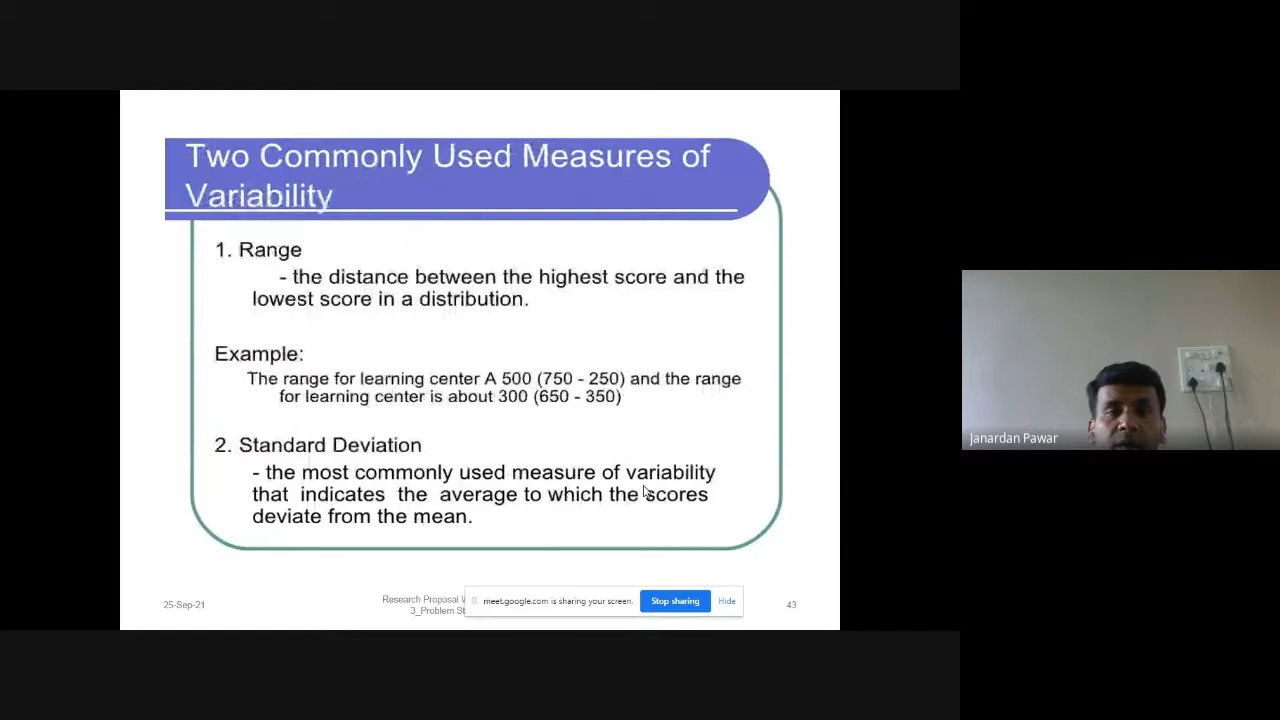 Two Commonly Used Measures of
Variability
1. Range
- the distance between the highest score and the
lowest score in a distribution.
Example:
The range for learning center A 500 (750 - 250) and the range
for learning center is about 300 (650 - 350)
2. Standard Deviation
- the most commonly used measure of variability
that indicates the average to which the scores
deviate from the mean.
25-Sep-21
Research Proposal
3_Problem
meet.google.com is sharing your screen.
Stop sharing
Hide
43
Janardan Pawar